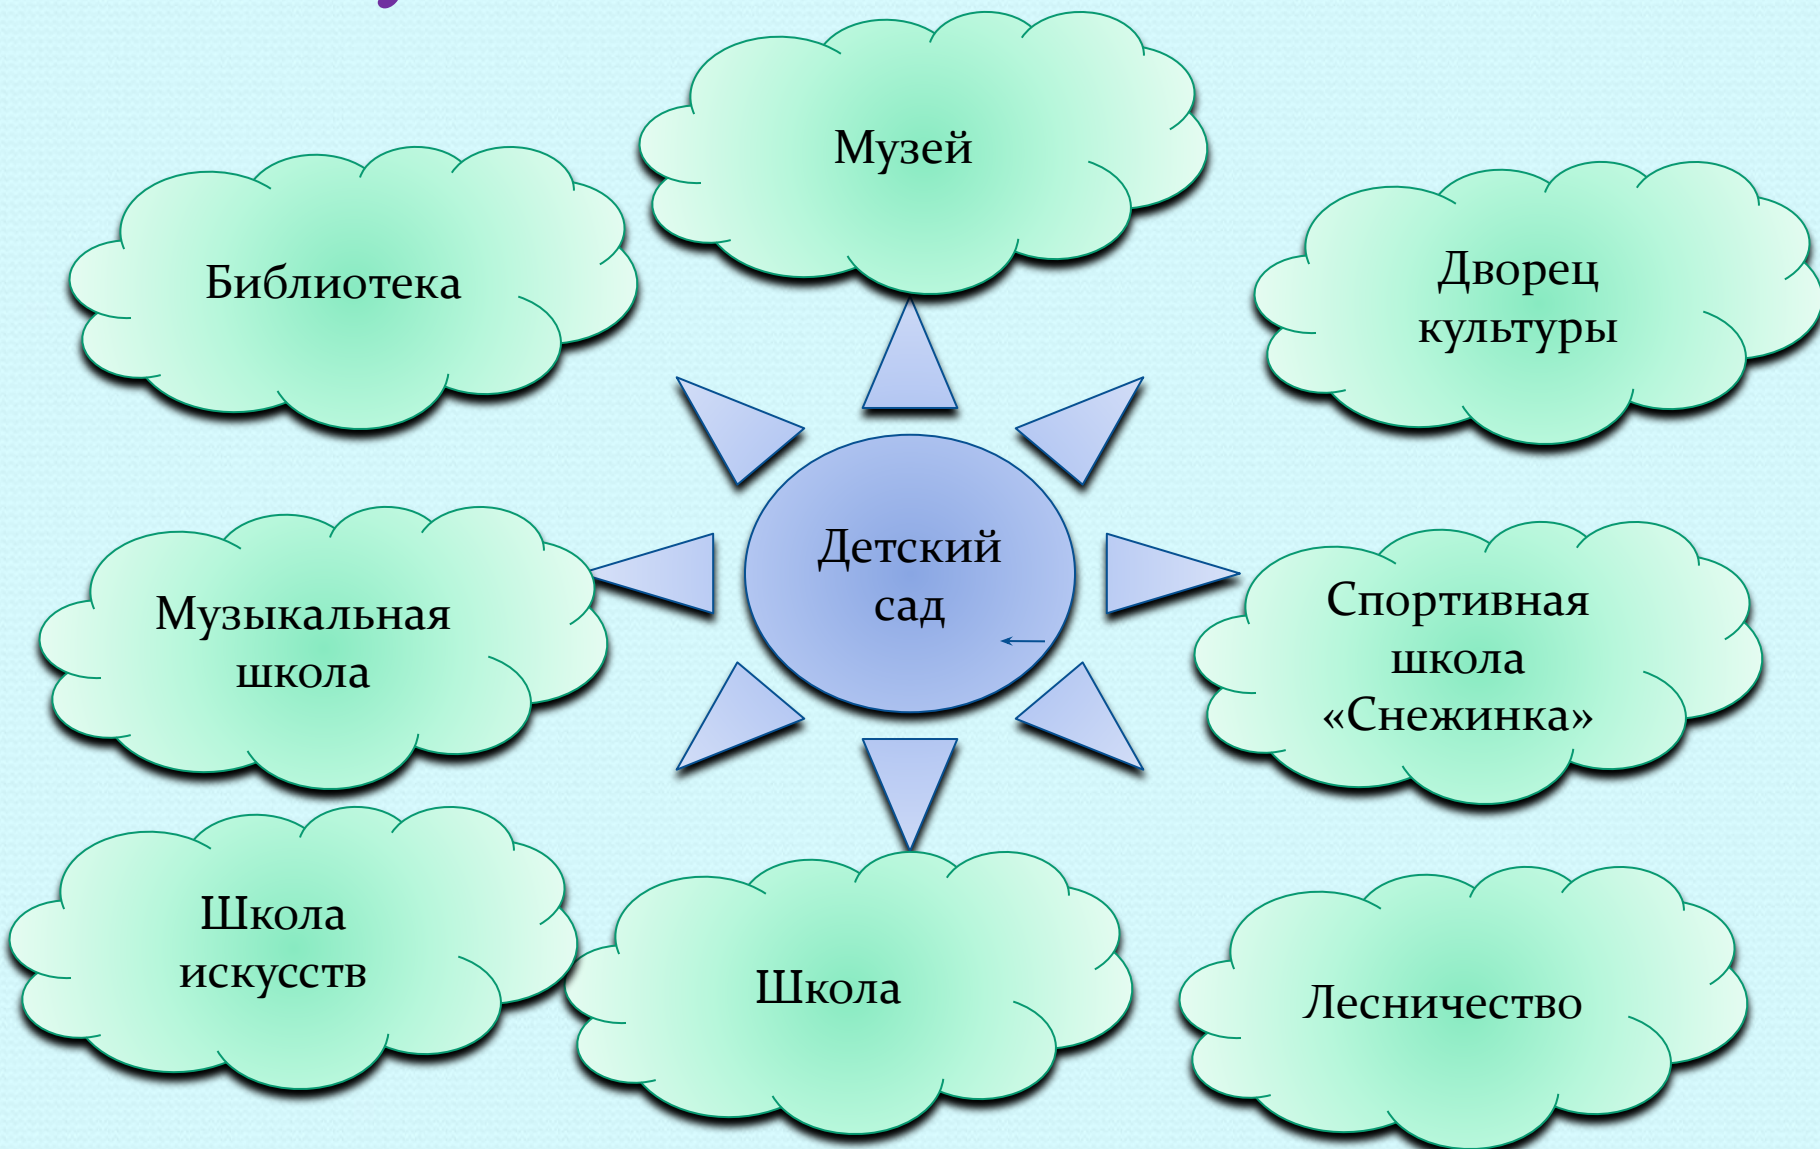 Музей
Библиотека
Дворец
культуры
Детский
сад
Музыкальная
школа
Спортивная
школа
«Снежинка»
Школа
искусств
Школа
Лесничество